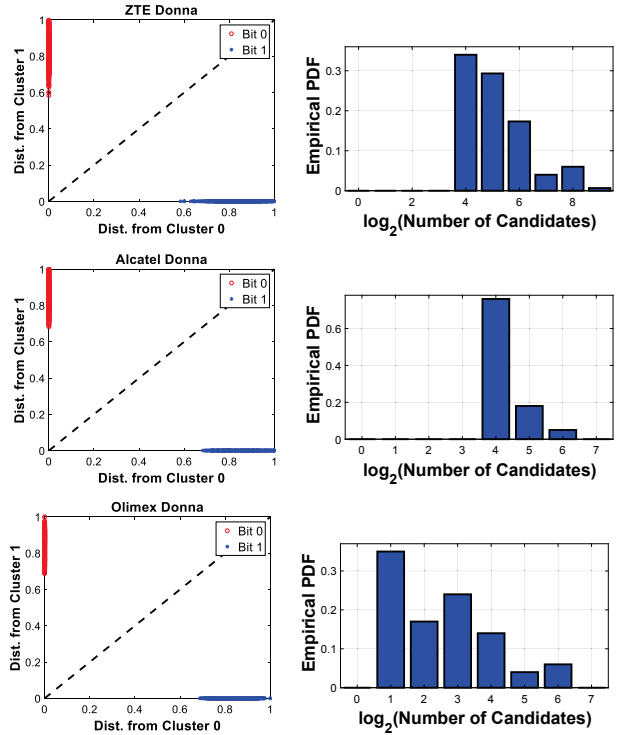 ZTE Donna
Dist. from Cluster 1
1
0.8
0.6
0.4
0.2
0
Bit 0
Bit 1
0 0.2 0.4 0.6 0.8 1
Dist. from Cluster 0
Empirical PDF
0.3
0.2
0.1
0
0 2 4 6 8
log2(Number of Candidates)
Alcatel Donna
Dist. from Cluster 1
1
0.8
0.6
0.4
0.2
0
Bit 0
Bit 1
0 0.2 0.4 0.6 0.8 1
Dist. from Cluster 0
Empirical PDF
0.6
0.4
0.2
0
0 1 2 3 4 5 6 7
log2(Number of Candidates)
Olimex Donna
Dist. from Cluster 1
1
0.8
0.6
0.4
0.2
0
Bit 0
Bit 1
0 0.2 0.4 0.6 0.8 1
Dist. from Cluster 0
Empirical PDF
0.3
0.2
0.1
0
0 1 2 3 4 5 6 7
log2(Number of Candidates)